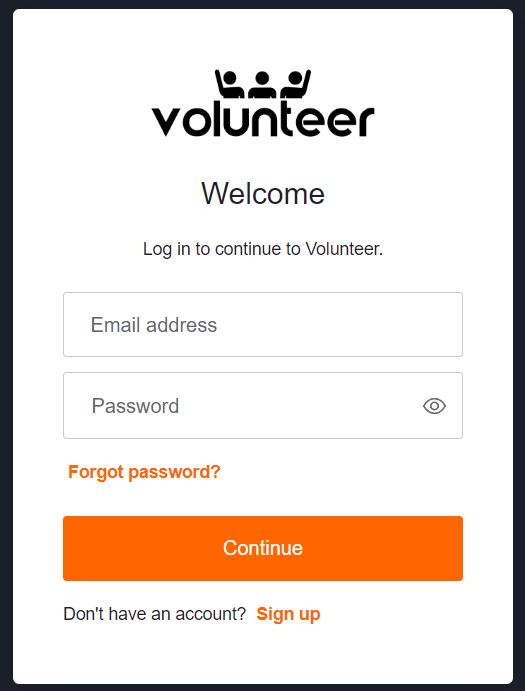 volunteer
Welcome
Log in to continue to Volunteer.
Email address
Password
Forgot password?
Continue
Don't have an account? Sign up